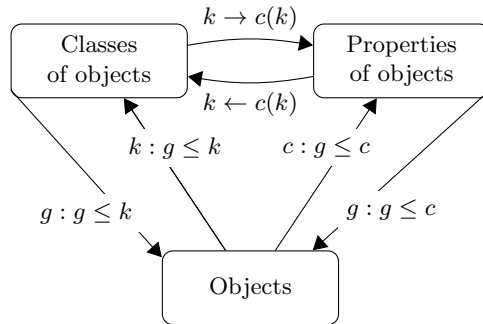 k → c(k)
Classes
of objects
Properties
of objects
k ← c(k)
k : g ≤ k
c : g ≤ c
g : g ≤ k
g : g ≤ c
Objects